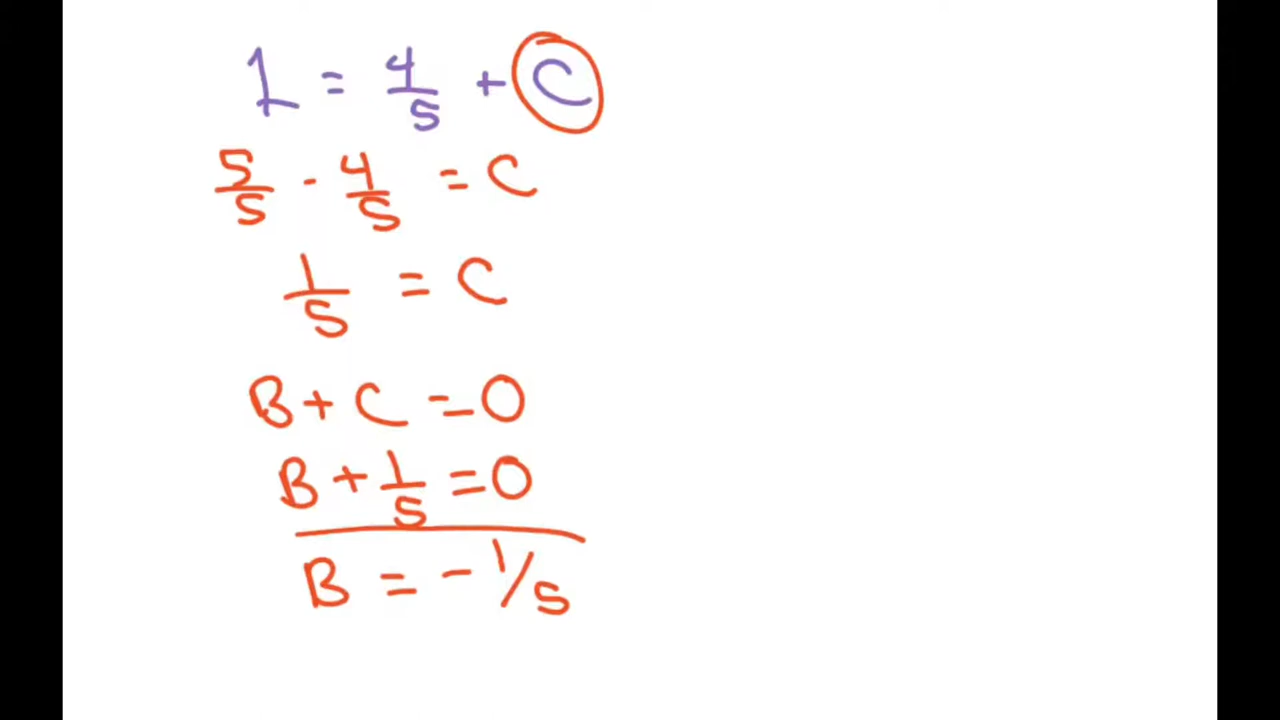 1 = 4/5 + C
5/5 - 4/5 = C
1/5 = C
B + C = 0
B + 1/5 = 0
B = - 1/5